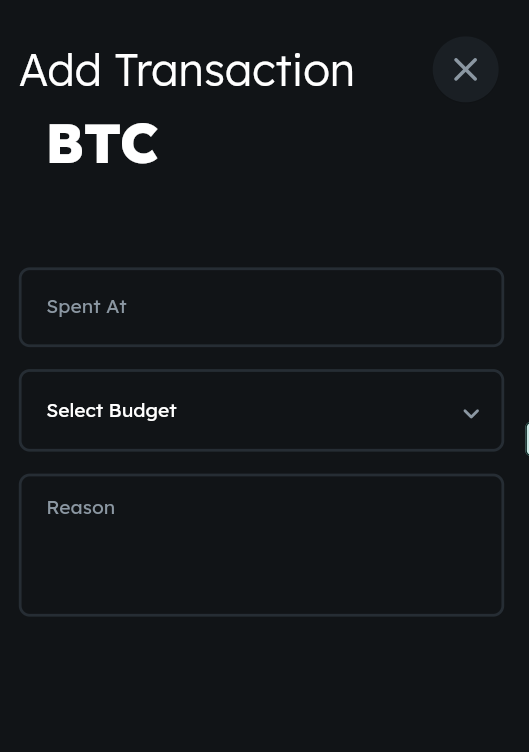 Add Transaction
BTC
Spent At
Select Budget
Reason